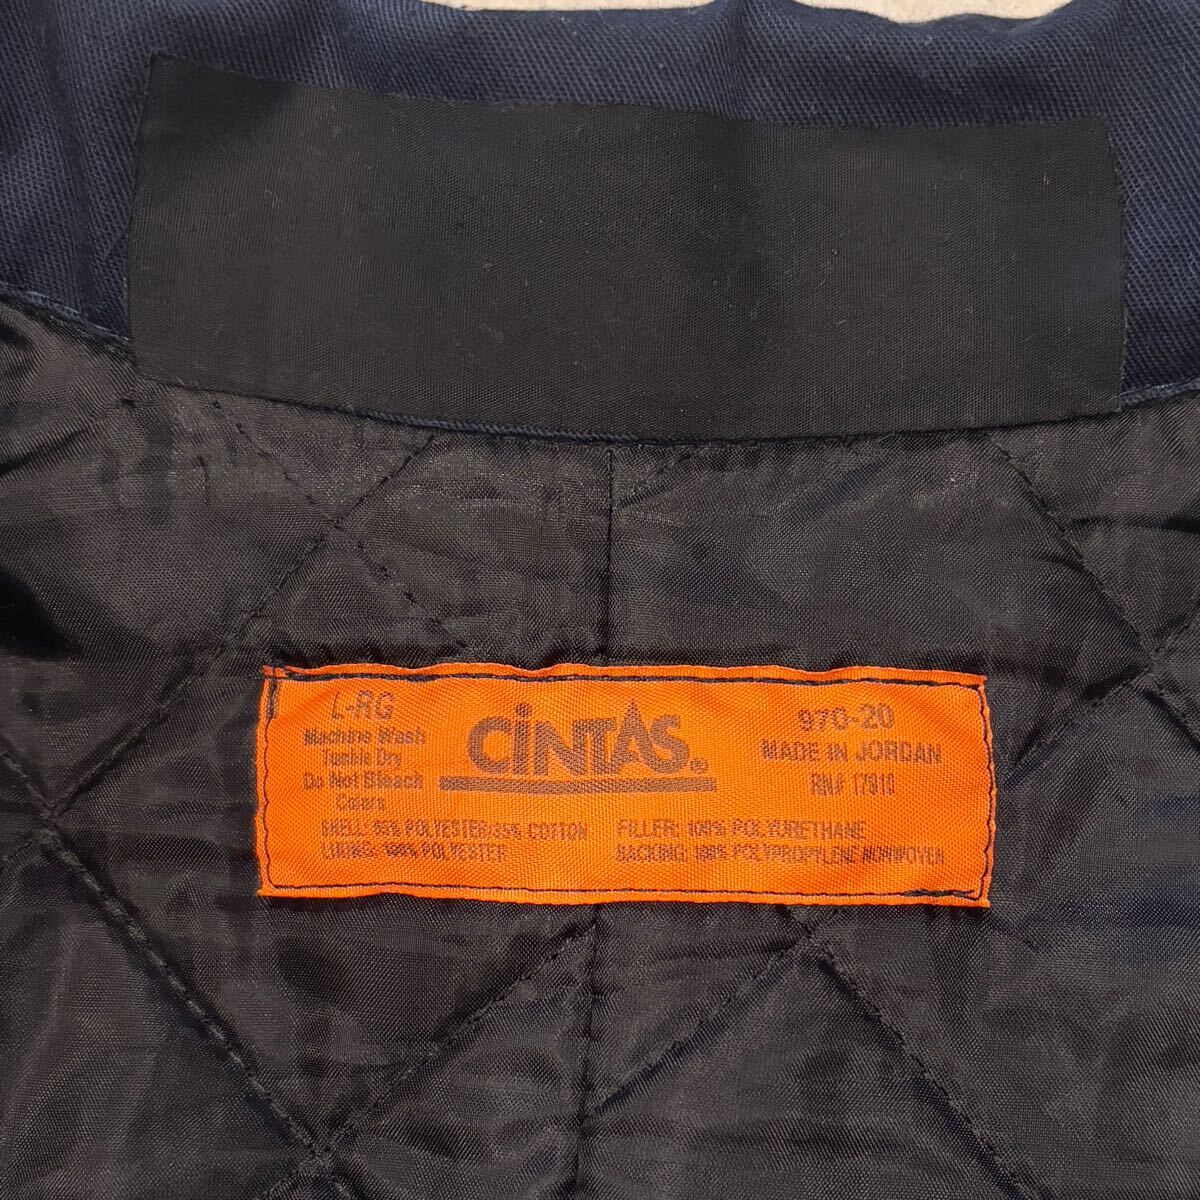 L-RG
Machine Wash
Tumble Dry
Do Not Bleach
Colors
CiNTAS.
970-20
MADE IN JORDAN
RN# 17910
SHELL: 65% POLYESTER/35% COTTON
LINING: 100% POLYESTER
FILLER: 100% POLYURETHANE
BACKING: 100% POLYPROPYLENE NONWOVEN